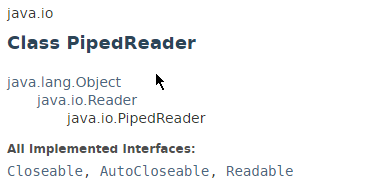 java.io
Class PipedReader
java.lang.Object
java.io.Reader
java.io.PipedReader
All Implemented Interfaces:
Closeable, AutoCloseable, Readable